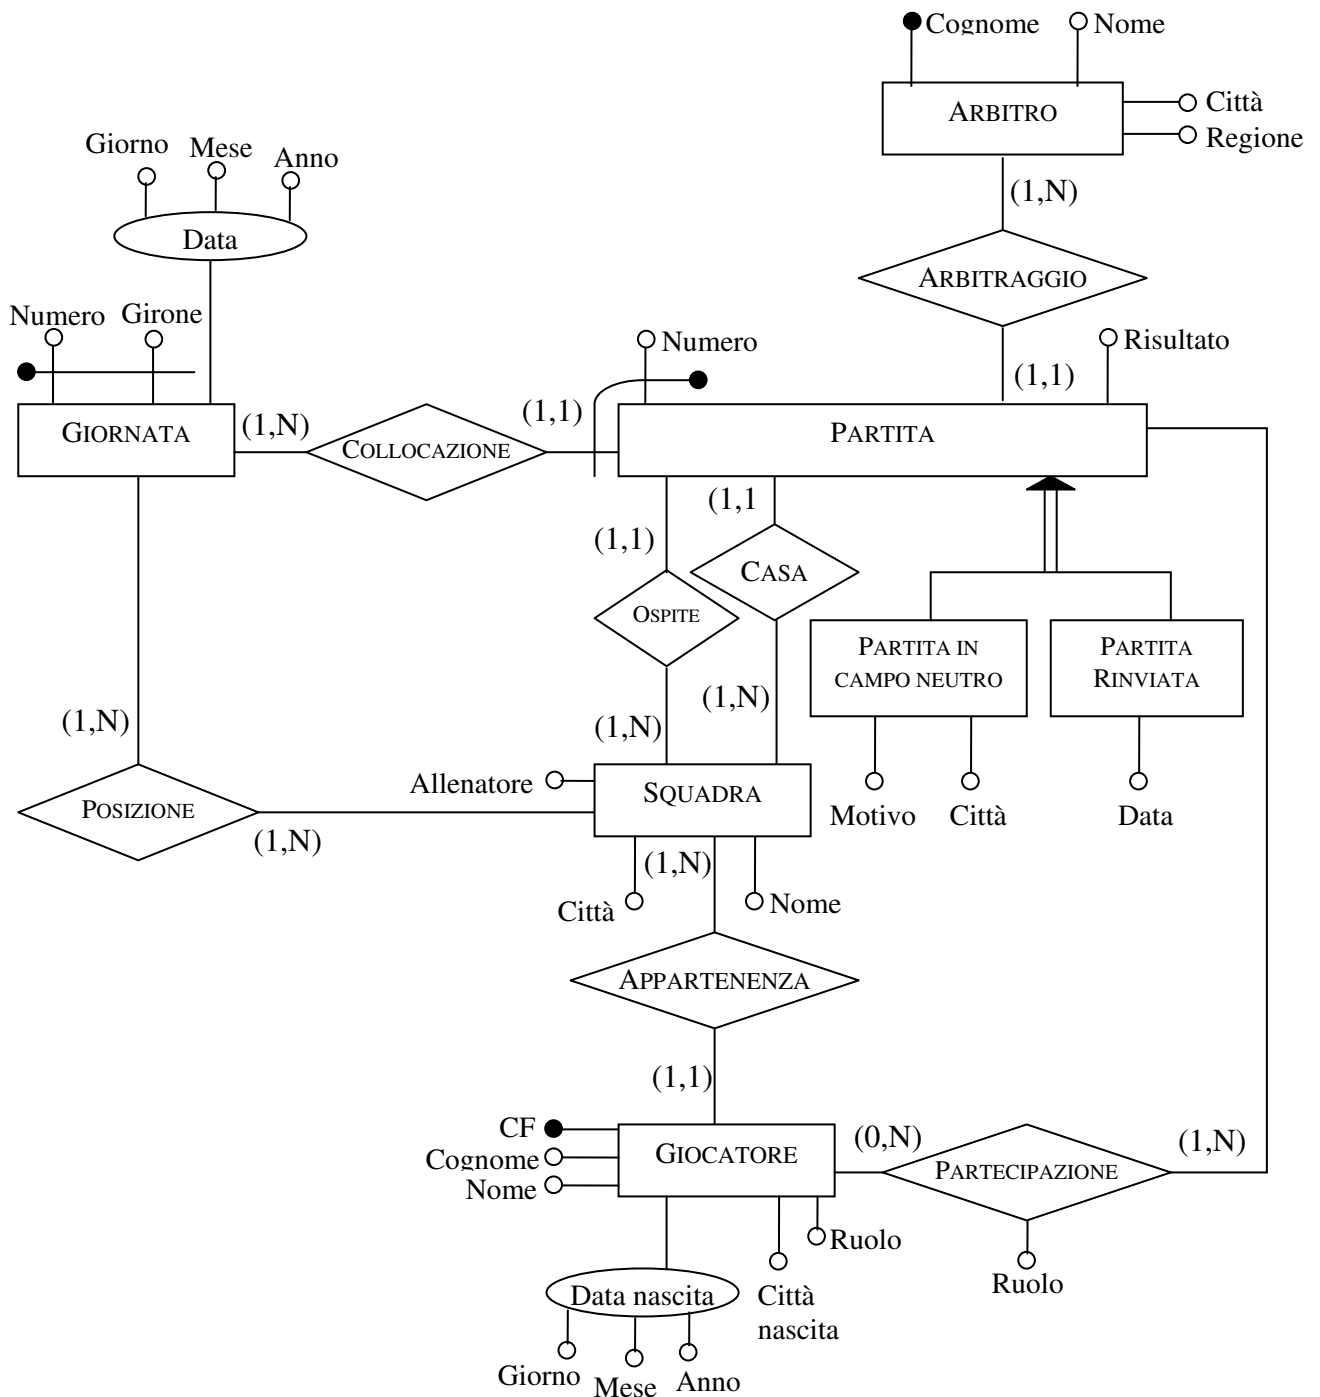 Cognome
Nome
ARBITRO
Città
Regione
Giorno
Mese
Anno
(1,N)
Data
ARBITRAGGIO
Numero
Girone
Numero
Risultato
(1,1)
GIORNATA
(1,N)
COLLOCAZIONE
(1,1)
PARTITA
(1,1
(1,1)
CASA
OSPITE
PARTITA IN
CAMPO NEUTRO
PARTITA
RINVIATA
(1,N)
(1,N)
(1,N)
Allenatore
SQUADRA
Motivo
Città
Data
POSIZIONE
(1,N)
(1,N)
Città
Nome
APPARTENENZA
(1,1)
CF
Cognome
Nome
GIOCATORE
(0,N)
PARTECIPAZIONE
(1,N)
Ruolo
Ruolo
Data nascita
Città
nascita
Giorno
Mese
Anno